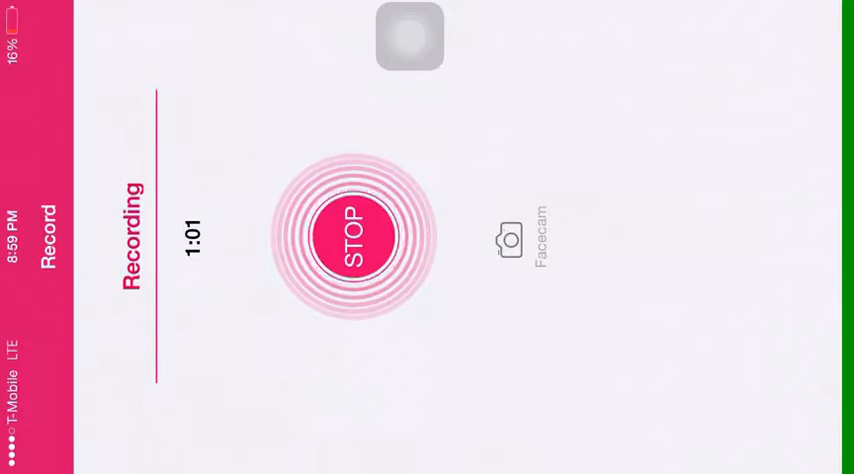 T-Mobile LTE 8:59 PM 16%
Record
Recording
1:01
STOP
Facecam